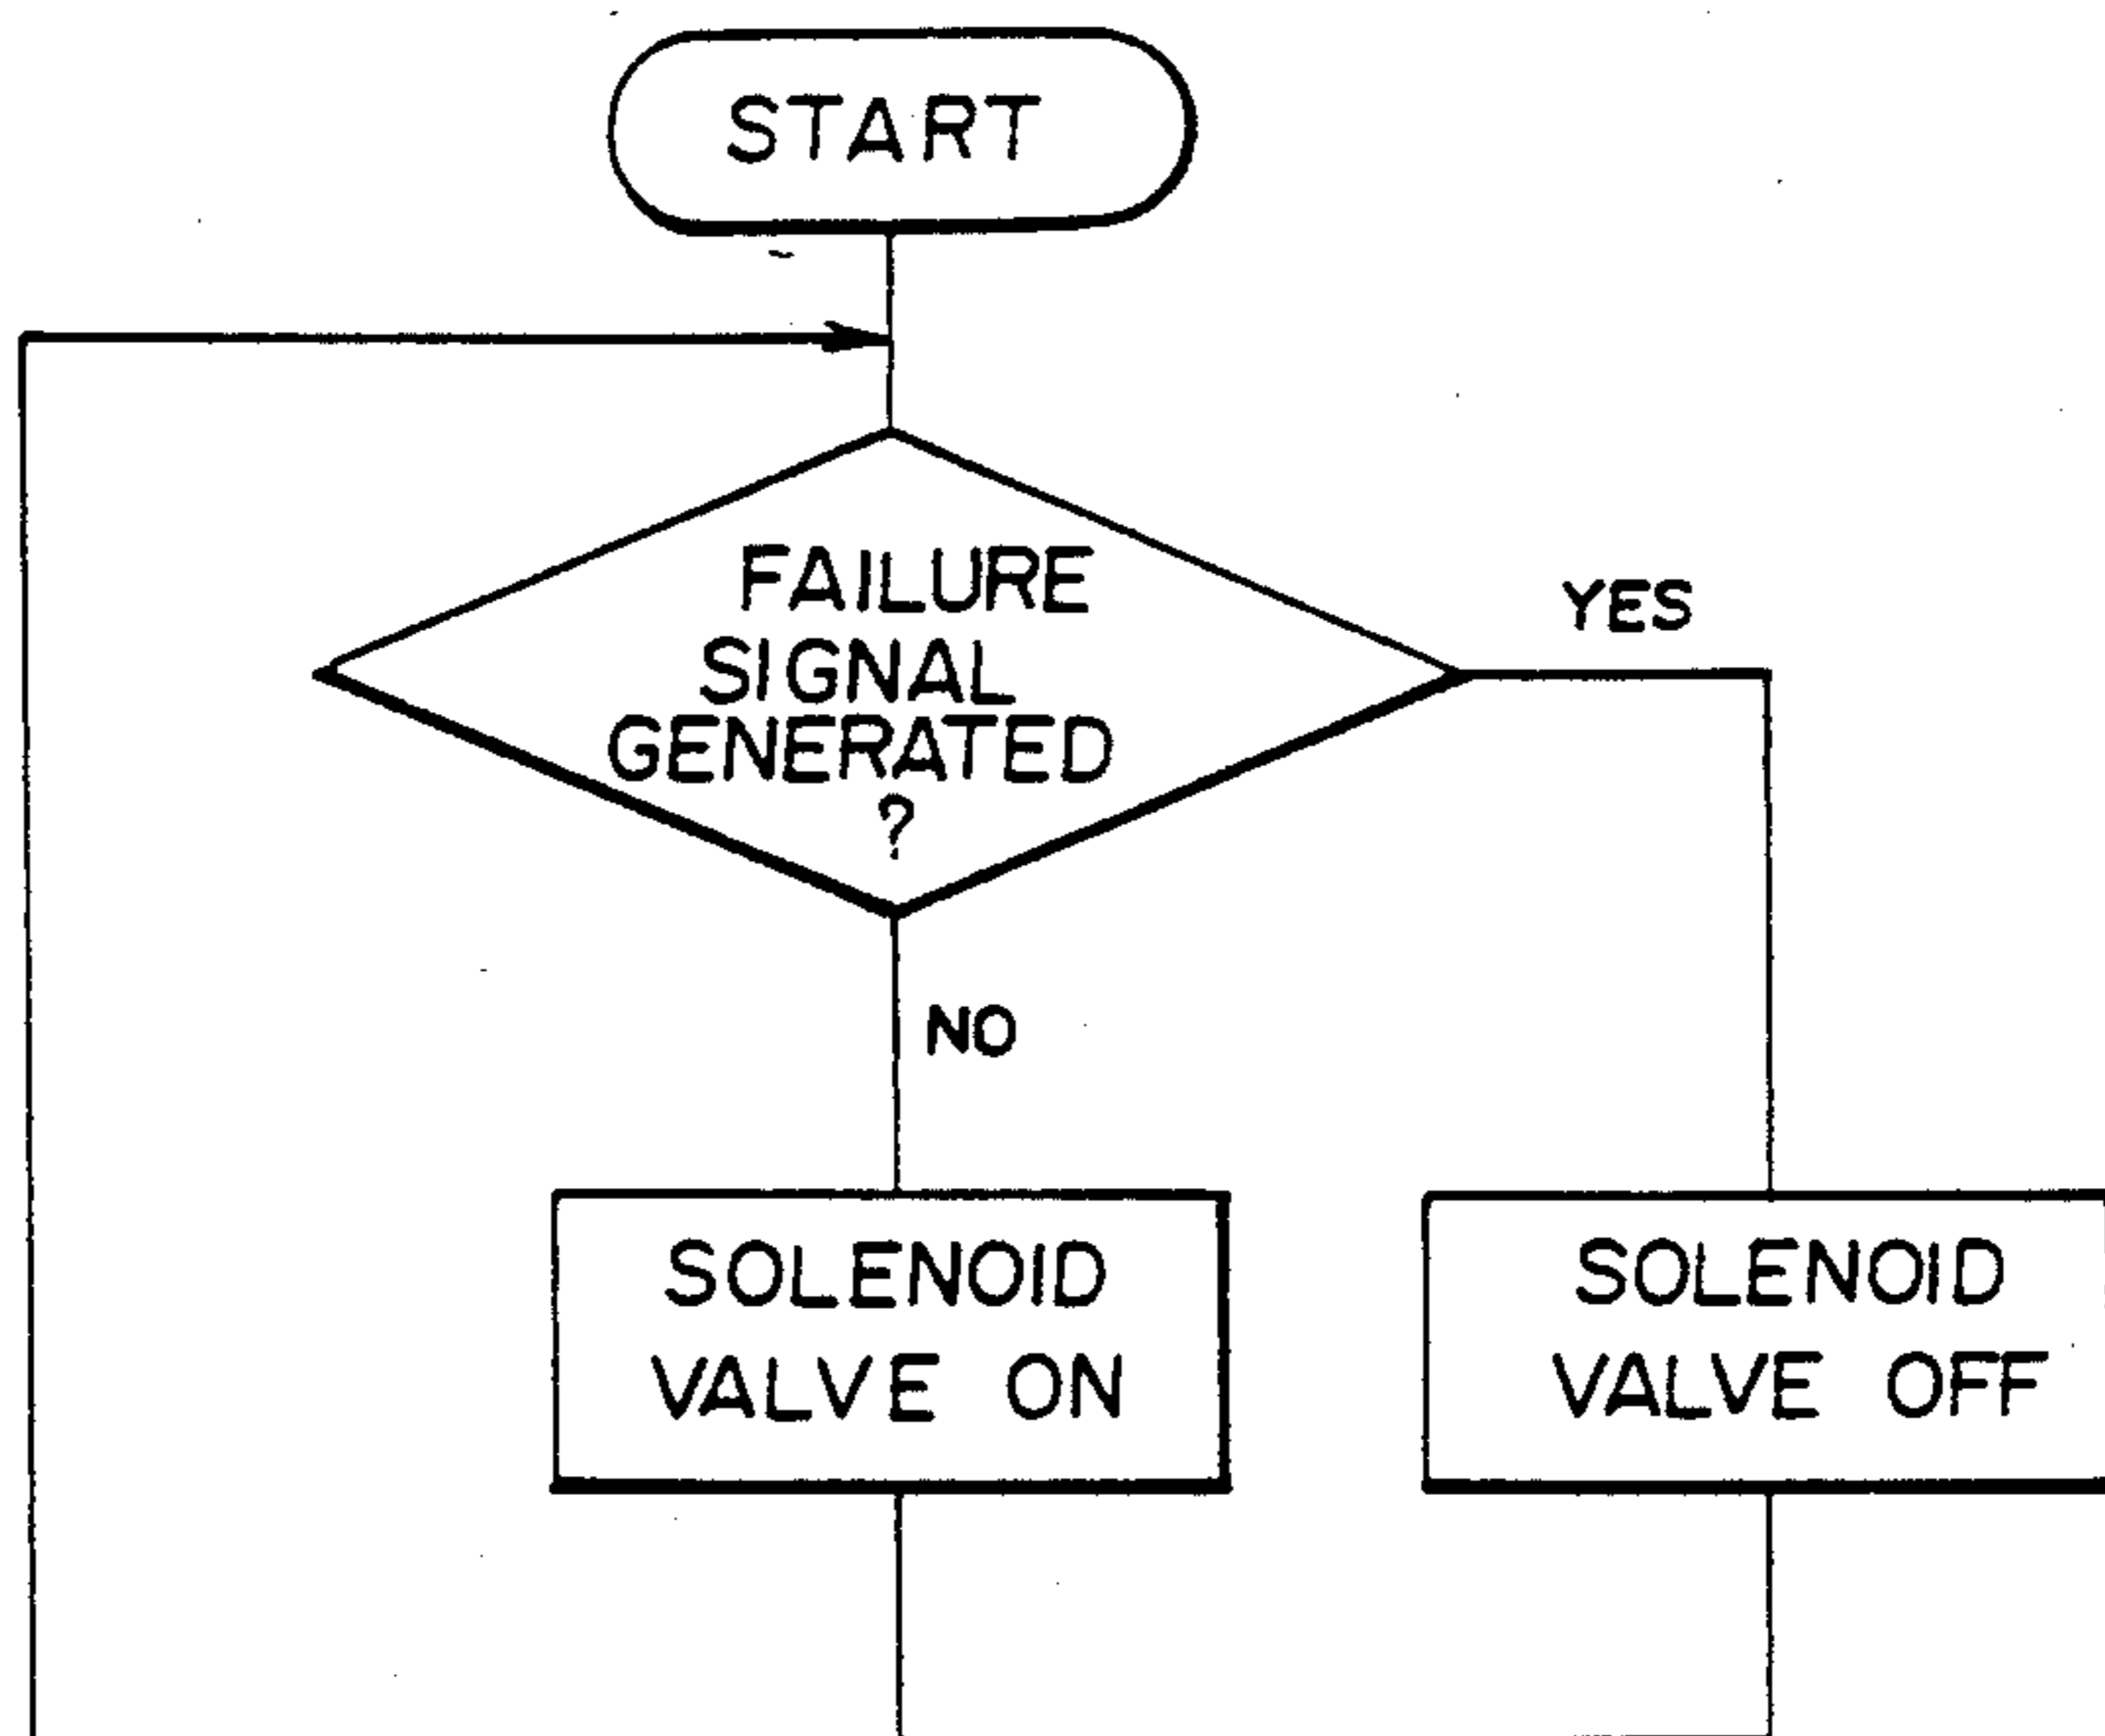 START
FAILURE
SIGNAL
GENERATED
?
YES
NO
SOLENOID
VALVE ON
SOLENOID
VALVE OFF